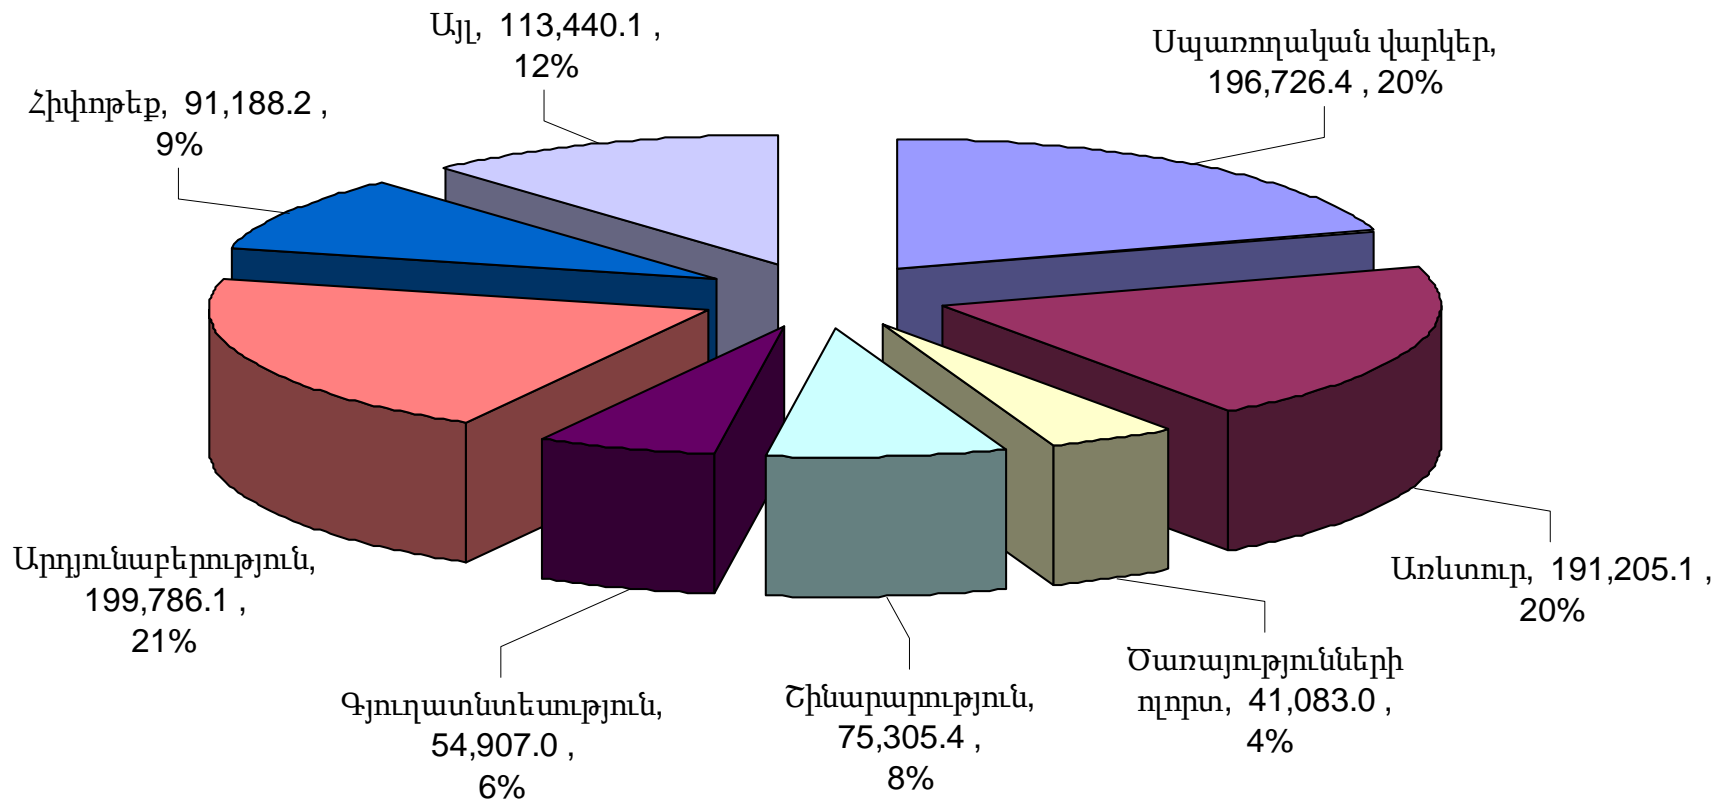 Այլ, 113,440.1 ,
12%
Սպառողական վարկեր,
196,726.4 , 20%
Հիփոթեք, 91,188.2 ,
9%
Արդյունաբերություն,
199,786.1 ,
21%
Առևտուր, 191,205.1 ,
20%
Ծառայությունների
ոլորտ, 41,083.0 ,
4%
Շինարարություն,
75,305.4 ,
8%
Գյուղատնտեսություն,
54,907.0 ,
6%